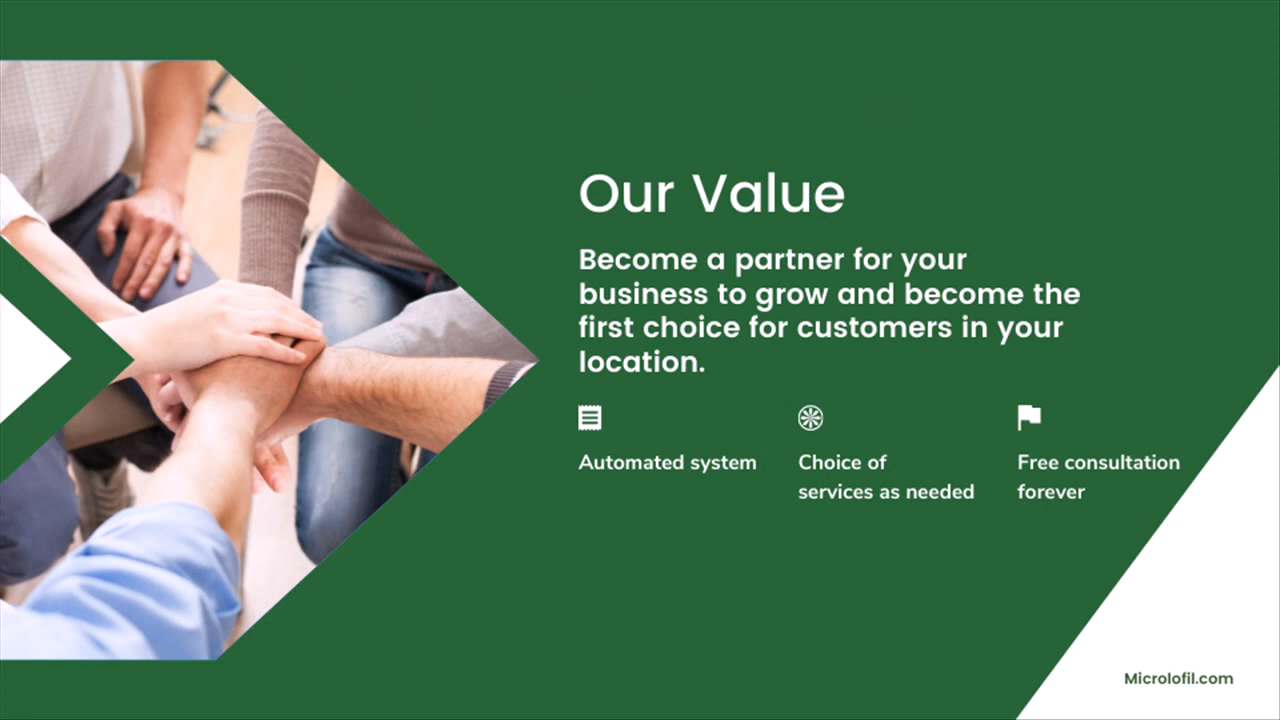 Our Value
Become a partner for your
business to grow and become the
first choice for customers in your
location.
Automated system
Choice of
services as needed
Free consultation
forever
Microlofil.com